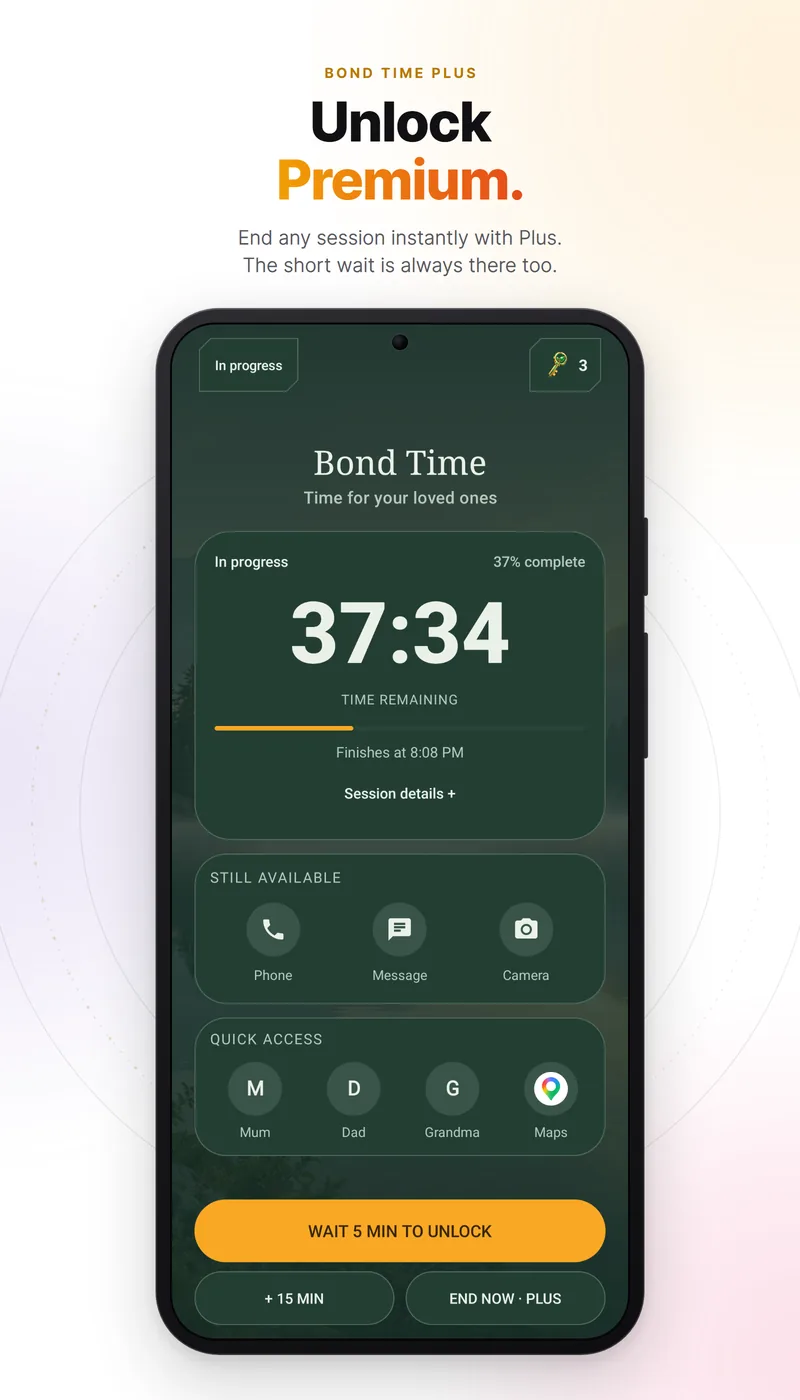 BOND TIME PLUS
Unlock
Premium.
End any session instantly with Plus.
The short wait is always there too.
In progress
3
Bond Time
Time for your loved ones
In progress
37% complete
37:34
TIME REMAINING
Finishes at 8:08 PM
Session details +
STILL AVAILABLE
Phone
Message
Camera
QUICK ACCESS
M
D
G
Mum
Dad
Grandma
Maps
WAIT 5 MIN TO UNLOCK
+ 15 MIN
END NOW · PLUS